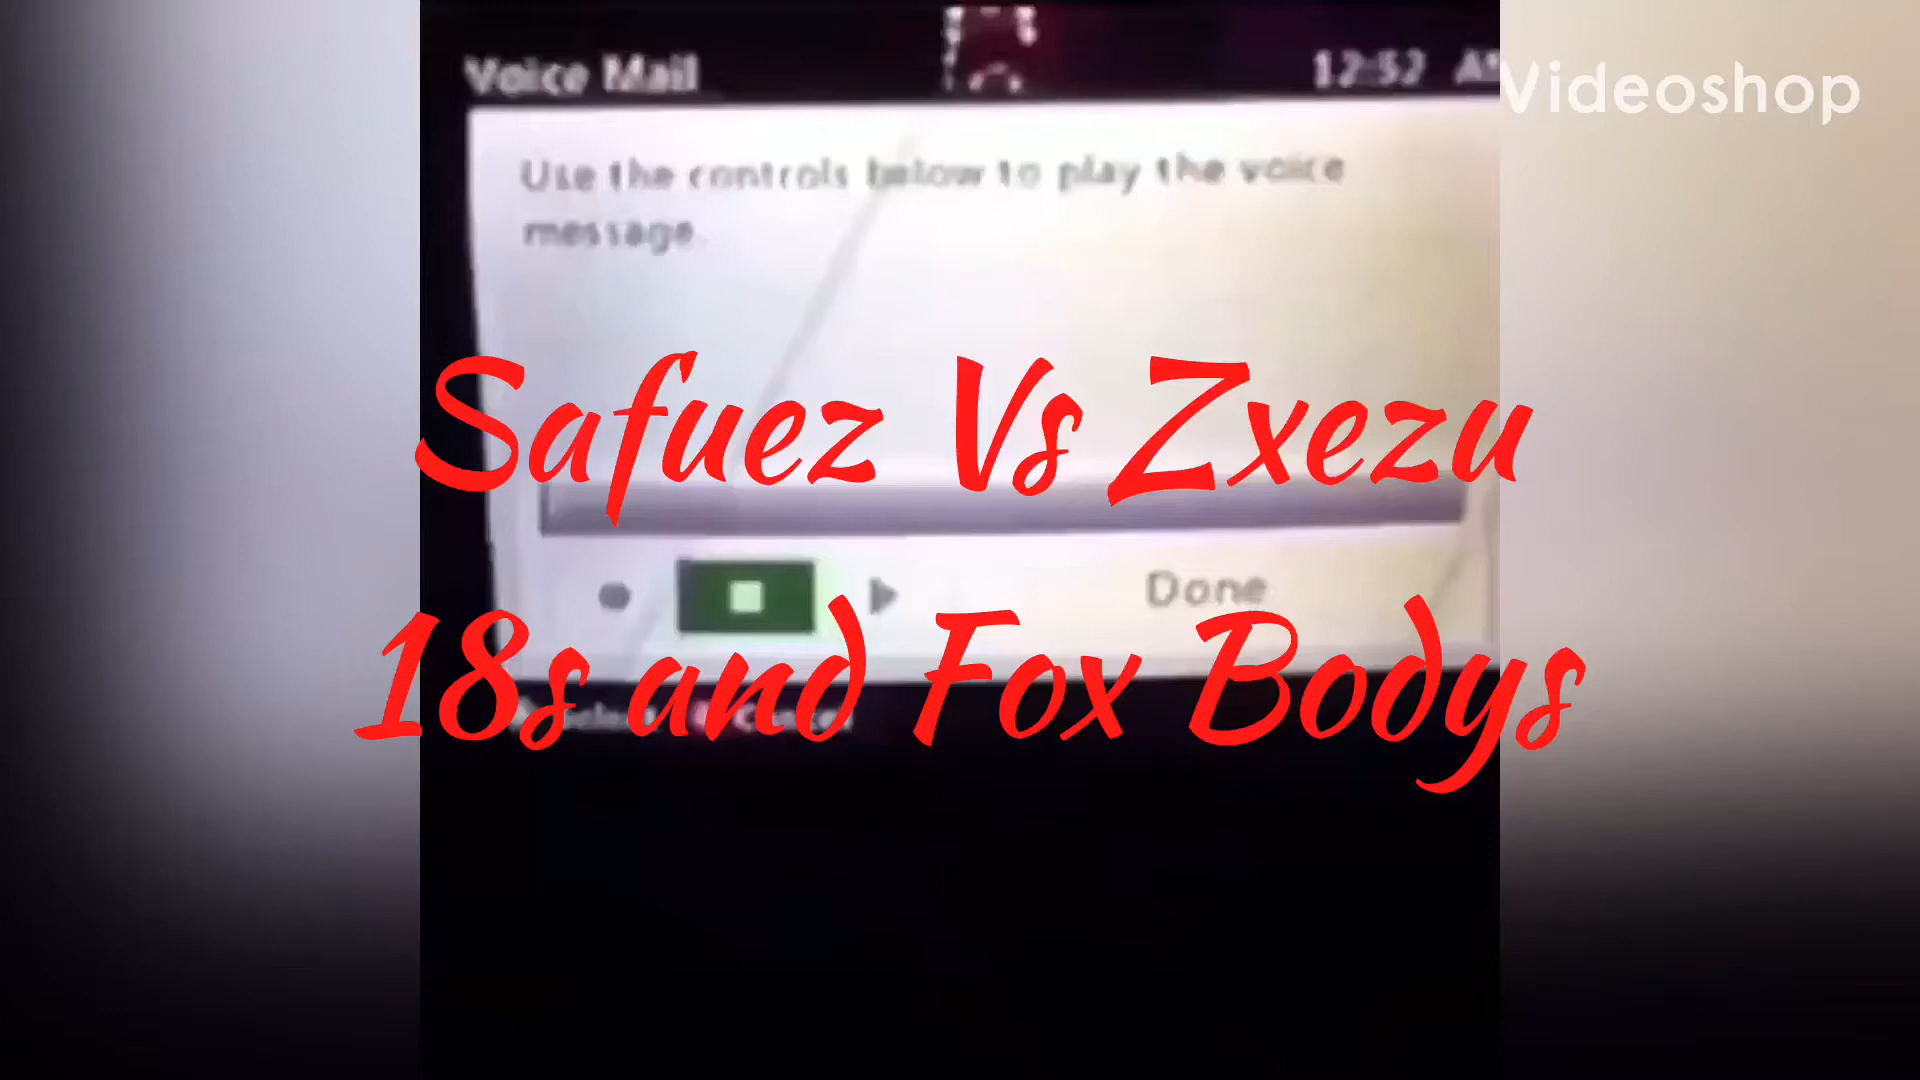 Voice Mail
12:52
Videoshop
Use the controls below to play the voice
message.
Safuez Vs Zxezu
Done
18s and Fox Bodys